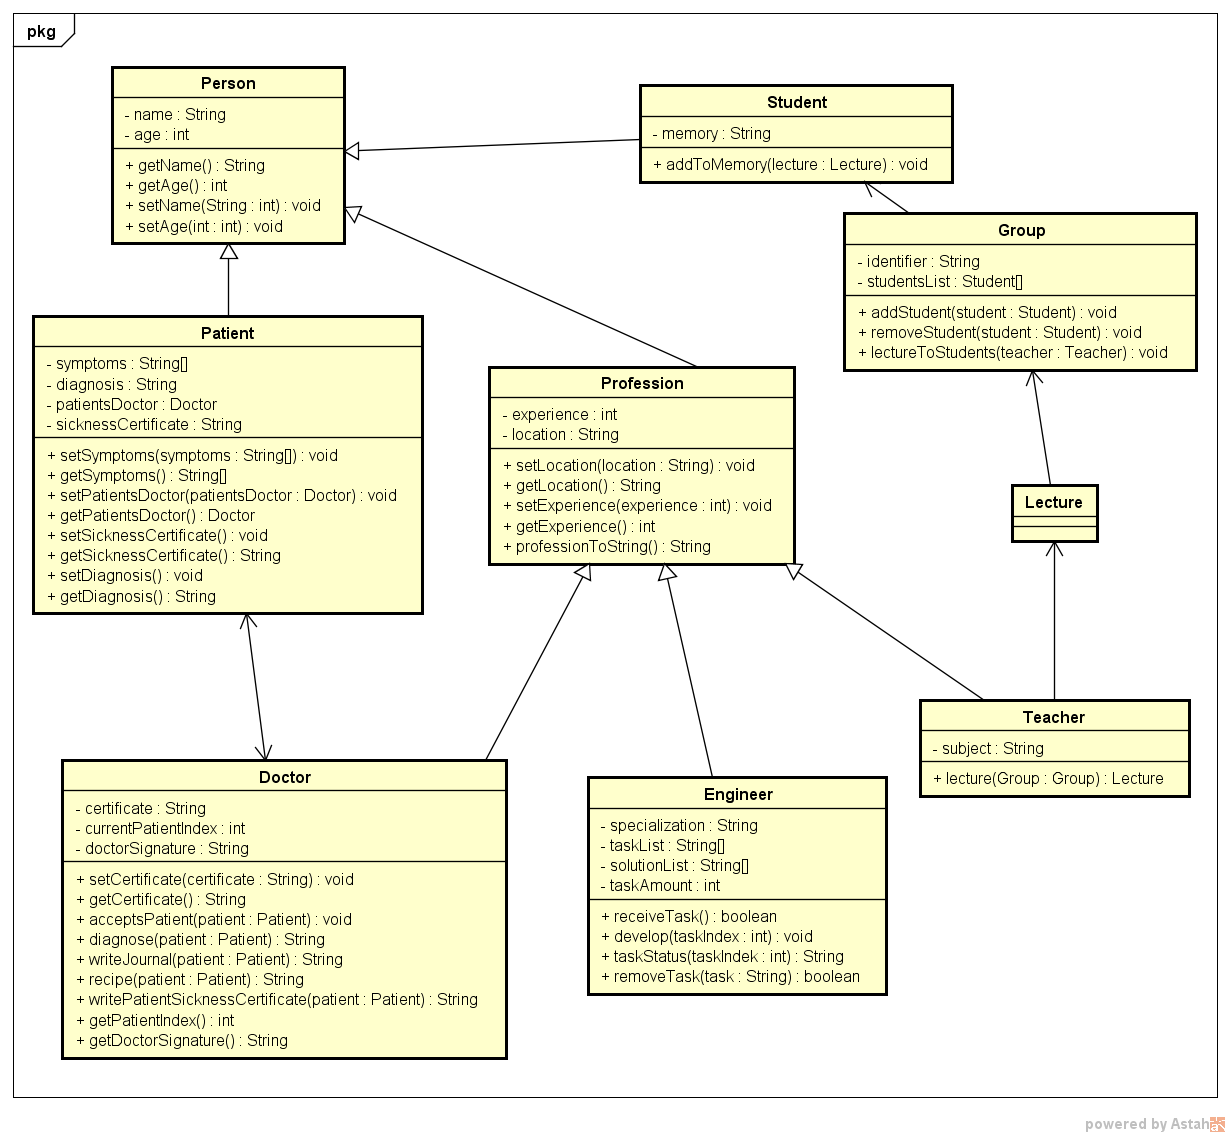 pkg
Person
- name : String
- age : int
+ getName() : String
+ getAge() : int
+ setName(String : int) : void
+ setAge(int : int) : void
Student
- memory : String
+ addToMemory(lecture : Lecture) : void
Group
- identifier : String
- studentsList : Student[]
+ addStudent(student : Student) : void
+ removeStudent(student : Student) : void
+ lectureToStudents(teacher : Teacher) : void
Patient
- symptoms : String[]
- diagnosis : String
- patientsDoctor : Doctor
- sicknessCertificate : String
+ setSymptoms(symptoms : String[]) : void
+ getSymptoms() : String[]
+ setPatientsDoctor(patientsDoctor : Doctor) : void
+ getPatientsDoctor() : Doctor
+ setSicknessCertificate() : void
+ getSicknessCertificate() : String
+ setDiagnosis() : void
+ getDiagnosis() : String
Profession
- experience : int
- location : String
+ setLocation(location : String) : void
+ getLocation() : String
+ setExperience(experience : int) : void
+ getExperience() : int
+ professionToString() : String
Lecture
Teacher
- subject : String
+ lecture(Group : Group) : Lecture
Doctor
- certificate : String
- currentPatientIndex : int
- doctorSignature : String
+ setCertificate(certificate : String) : void
+ getCertificate() : String
+ acceptsPatient(patient : Patient) : void
+ diagnose(patient : Patient) : String
+ writeJournal(patient : Patient) : String
+ recipe(patient : Patient) : String
+ writePatientSicknessCertificate(patient : Patient) : String
+ getPatientIndex() : int
+ getDoctorSignature() : String
Engineer
- specialization : String
- taskList : String[]
- solutionList : String[]
- taskAmount : int
+ receiveTask() : boolean
+ develop(taskIndex : int) : void
+ taskStatus(taskIndek : int) : String
+ removeTask(task : String) : boolean
powered by Astah